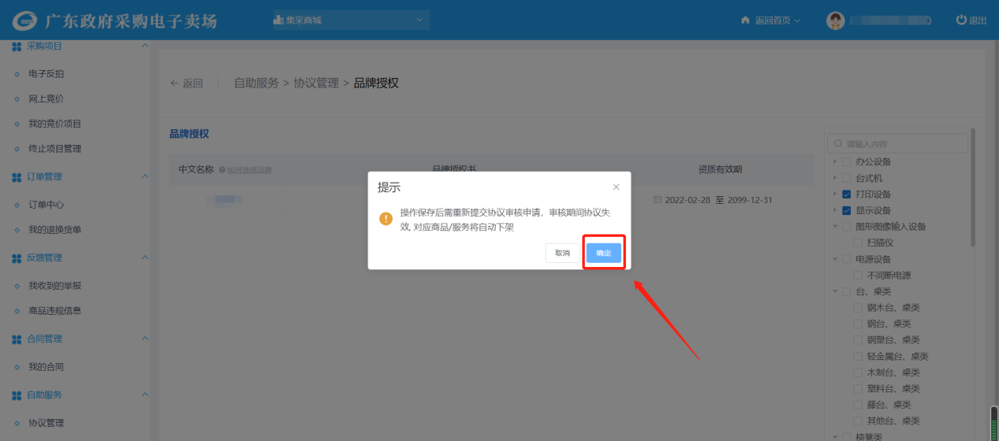 广东政府采购电子卖场
集采商城
返回首页
退出
采购项目
电子反拍
网上竞价
我的竞价项目
终止项目管理
订单管理
订单中心
我的退换货单
反馈管理
我收到的举报
商品违规信息
合同管理
我的合同
自助服务
协议管理
← 返回 自助服务 > 协议管理 > 品牌授权
品牌授权
中文名称 如何选择品牌 品牌授权书 资质有效期
2022-02-28 至 2099-12-31
提示
操作保存后需重新提交协议审核申请，审核期间协议失
效, 对应商品/服务将自动下架
取消 确定
请输入内容
办公设备
台式机
打印设备
显示设备
图形图像输入设备
扫描仪
电源设备
不间断电源
台、桌类
钢木台、桌类
钢台、桌类
钢塑台、桌类
轻金属台、桌类
木制台、桌类
塑料台、桌类
藤台、桌类
其他台、桌类
椅凳类